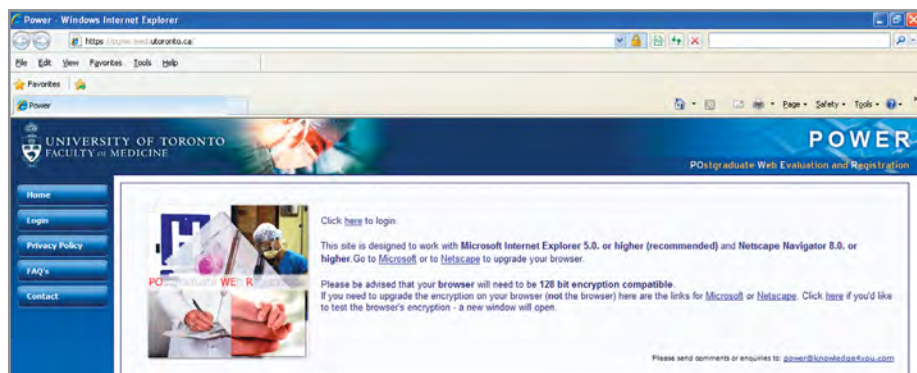 Power - Windows Internet Explorer
https utoronto.ca
File Edit View Favorites Tools Help
Favorites
Power
Page Safety Tools
UNIVERSITY OF TORONTO
FACULTY OF MEDICINE
POWER
POstgraduate Web Evaluation and Registration
Home
Login
Privacy Policy
FAQ's
Contact
Click here to login.
This site is designed to work with Microsoft Internet Explorer 5.0. or higher (recommended) and Netscape Navigator 8.0. or
higher.Go to Microsoft or to Netscape to upgrade your browser.
Please be advised that your browser will need to be 128 bit encryption compatible.
If you need to upgrade the encryption on your browser (not the browser) here are the links for Microsoft or Netscape. Click here if you'd like
to test the browser's encryption - a new window will open.
Please send comments or enquiries to: power@knowledge4you.com